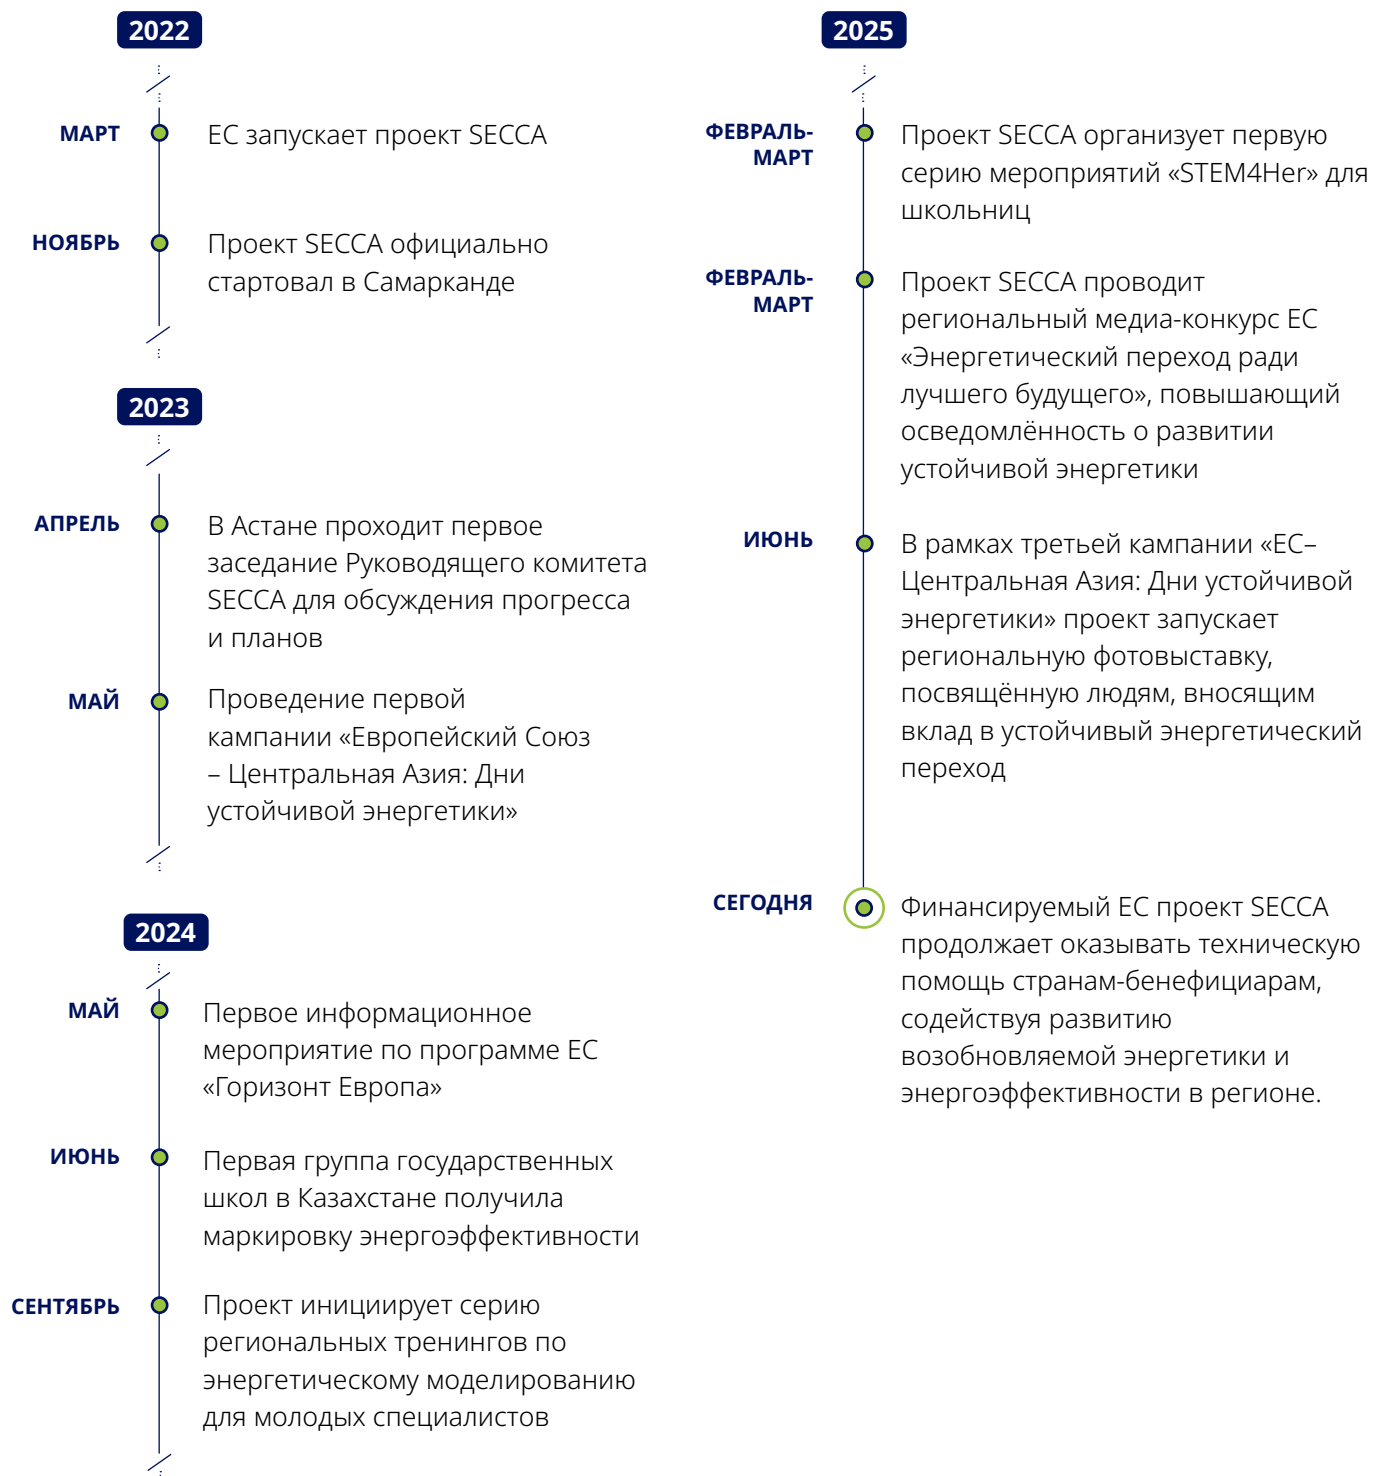 2022
МАРТ
ЕС запускает проект SECCA
НОЯБРЬ
Проект SECCA официально
стартовал в Самарканде
2023
АПРЕЛЬ
В Астане проходит первое
заседание Руководящего комитета
SECCA для обсуждения прогресса
и планов
МАЙ
Проведение первой
кампании «Европейский Союз
– Центральная Азия: Дни
устойчивой энергетики»
2024
МАЙ
Первое информационное
мероприятие по программе ЕС
«Горизонт Европа»
ИЮНЬ
Первая группа государственных
школ в Казахстане получила
маркировку энергоэффективности
СЕНТЯБРЬ
Проект инициирует серию
региональных тренингов по
энергетическому моделированию
для молодых специалистов
2025
ФЕВРАЛЬ-
МАРТ
Проект SECCA организует первую
серию мероприятий «STEM4Her» для
школьниц
ФЕВРАЛЬ-
МАРТ
Проект SECCA проводит
региональный медиа-конкурс ЕС
«Энергетический переход ради
лучшего будущего», повышающий
осведомлённость о развитии
устойчивой энергетики
ИЮНЬ
В рамках третьей кампании «ЕС–
Центральная Азия: Дни устойчивой
энергетики» проект запускает
региональную фотовыставку,
посвящённую людям, вносящим
вклад в устойчивый энергетический
переход
СЕГОДНЯ
Финансируемый ЕС проект SECCA
продолжает оказывать техническую
помощь странам-бенефициарам,
содействуя развитию
возобновляемой энергетики и
энергоэффективности в регионе.